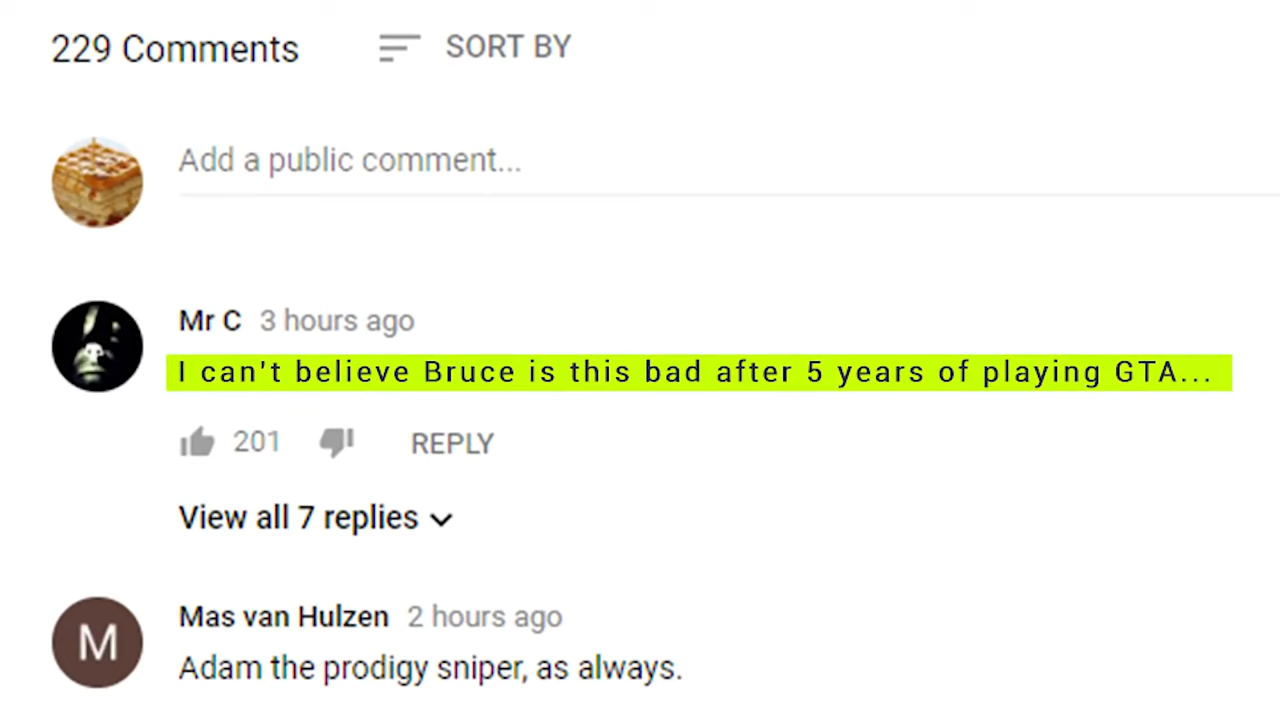 229 Comments SORT BY
Add a public comment...
Mr C 3 hours ago
I can't believe Bruce is this bad after 5 years of playing GTA...
201 REPLY
View all 7 replies
M
Mas van Hulzen 2 hours ago
Adam the prodigy sniper, as always.